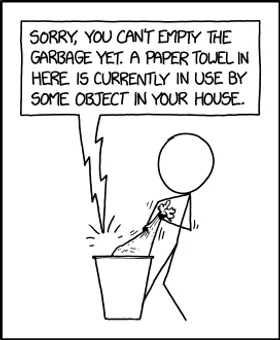 SORRY, YOU CAN'T EMPTY THE
GARBAGE YET. A PAPER TOWEL IN
HERE IS CURRENTLY IN USE BY
SOME OBJECT IN YOUR HOUSE.